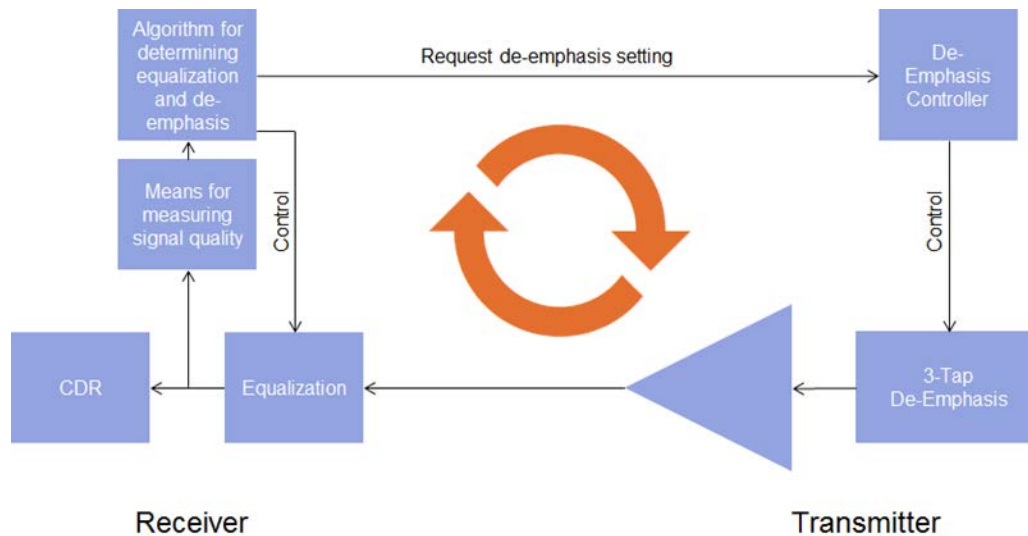 Algorithm for
determining
equalization
and de-
emphasis
Request de-emphasis setting
De-
Emphasis
Controller
Means for
measuring
signal quality
Control
Control
CDR
Equalization
3-Tap
De-Emphasis
Receiver
Transmitter